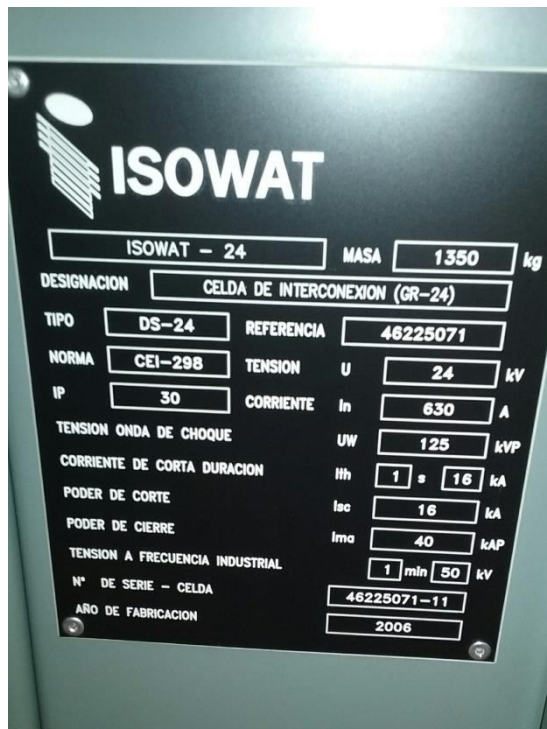 ISOWAT
ISOWAT - 24 MASA 1350 kg
DESIGNACION CELDA DE INTERCONEXION (GR-24)
TIPO DS-24 REFERENCIA 46225071
NORMA CEI-298 TENSION U 24 kV
IP 30 CORRIENTE In 630 A
TENSION ONDA DE CHOQUE UW 125 kVP
CORRIENTE DE CORTA DURACION Ith 1 s 16 kA
PODER DE CORTE Isc 16 kA
PODER DE CIERRE Ima 40 kAP
TENSION A FRECUENCIA INDUSTRIAL 1 min 50 kV
Nº DE SERIE - CELDA 46225071-11
AÑO DE FABRICACION 2006